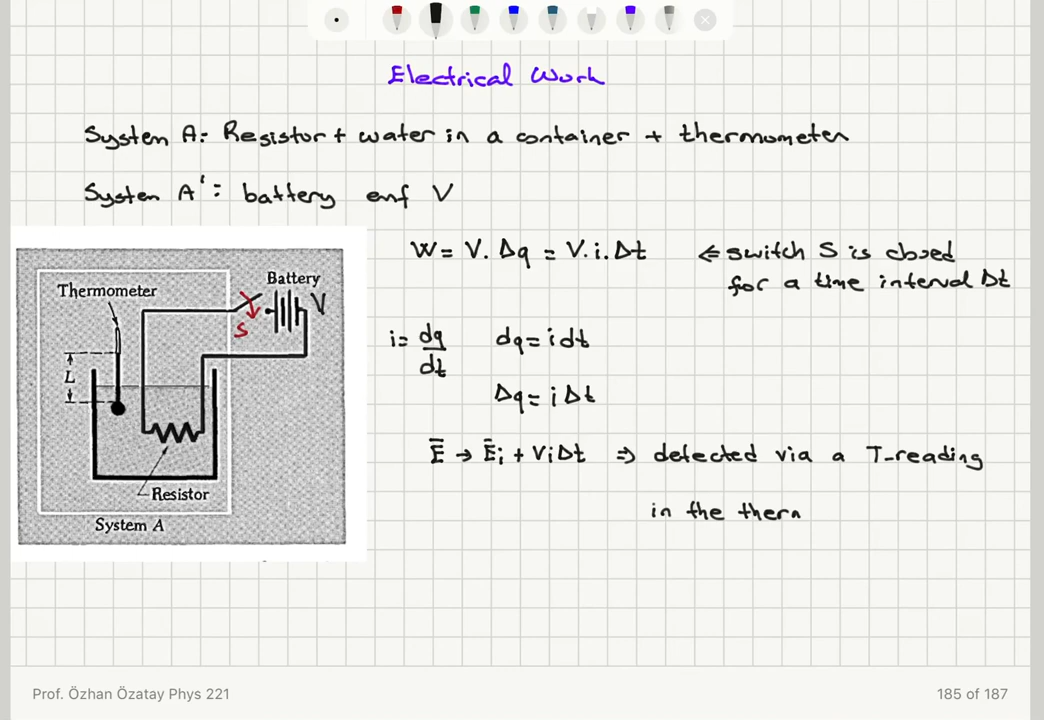 Electrical Work
System A: Resistor + water in a container + thermometer
System A': battery emf V
W = V. Δq = V.i.Δt ⇐ switch S is closed
for a time interval Δt
Battery
Thermometer
V
S
i = dq/dt dq = i dt
L
Δq = i Δt
Ē → Ēi + ViΔt ⇒ detected via a T-reading
Resistor
in the therm
System A
Prof. Özhan Özatay Phys 221
185 of 187